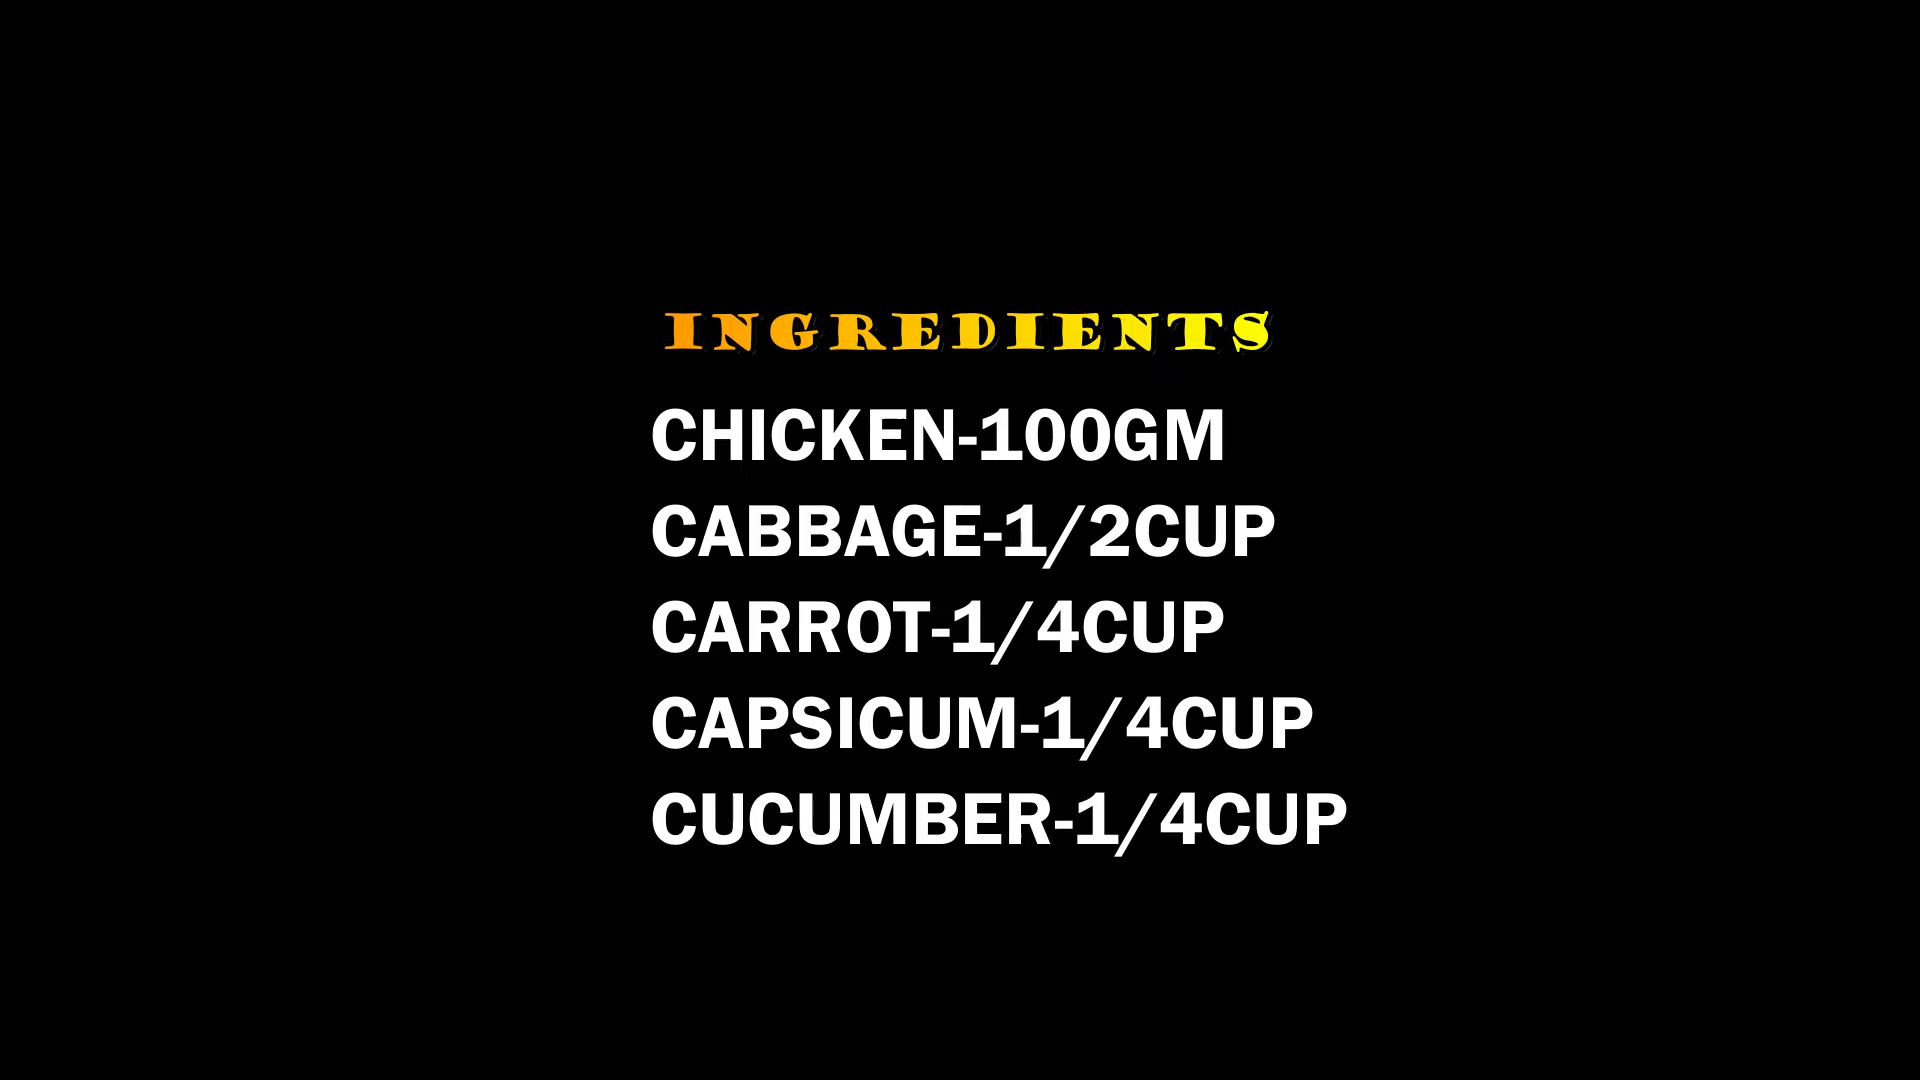 INGREDIENTS
CHICKEN-100GM
CABBAGE-1/2CUP
CARROT-1/4CUP
CAPSICUM-1/4CUP
CUCUMBER-1/4CUP